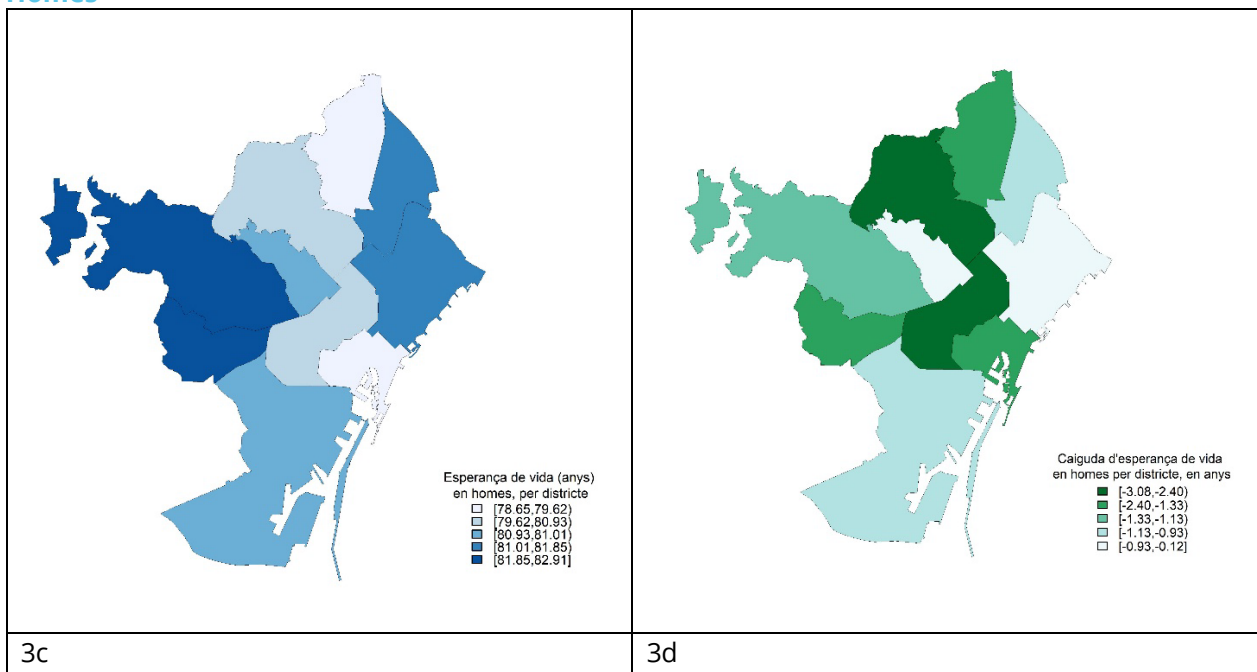 Homes
Esperança de vida (anys)
en homes, per districte
[78.65,79.62)
[79.62,80.93)
[80.93,81.01)
[81.01,81.85)
[81.85,82.91]
Caiguda d'esperança de vida
en homes per districte, en anys
[-3.08,-2.40)
[-2.40,-1.33)
[-1.33,-1.13)
[-1.13,-0.93)
[-0.93,-0.12]
3c
3d